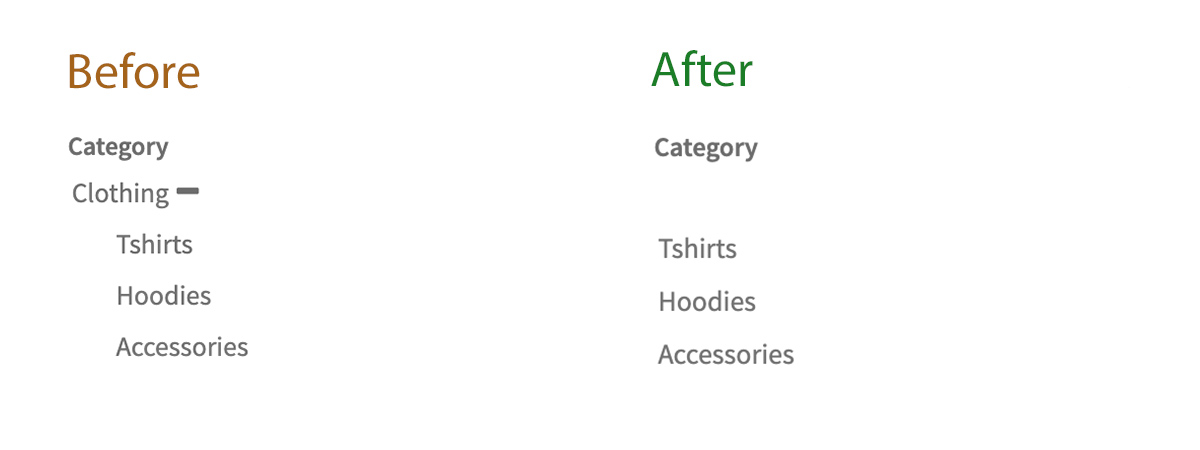 Before
Category
Clothing
Tshirts
Hoodies
Accessories
After
Category
Tshirts
Hoodies
Accessories